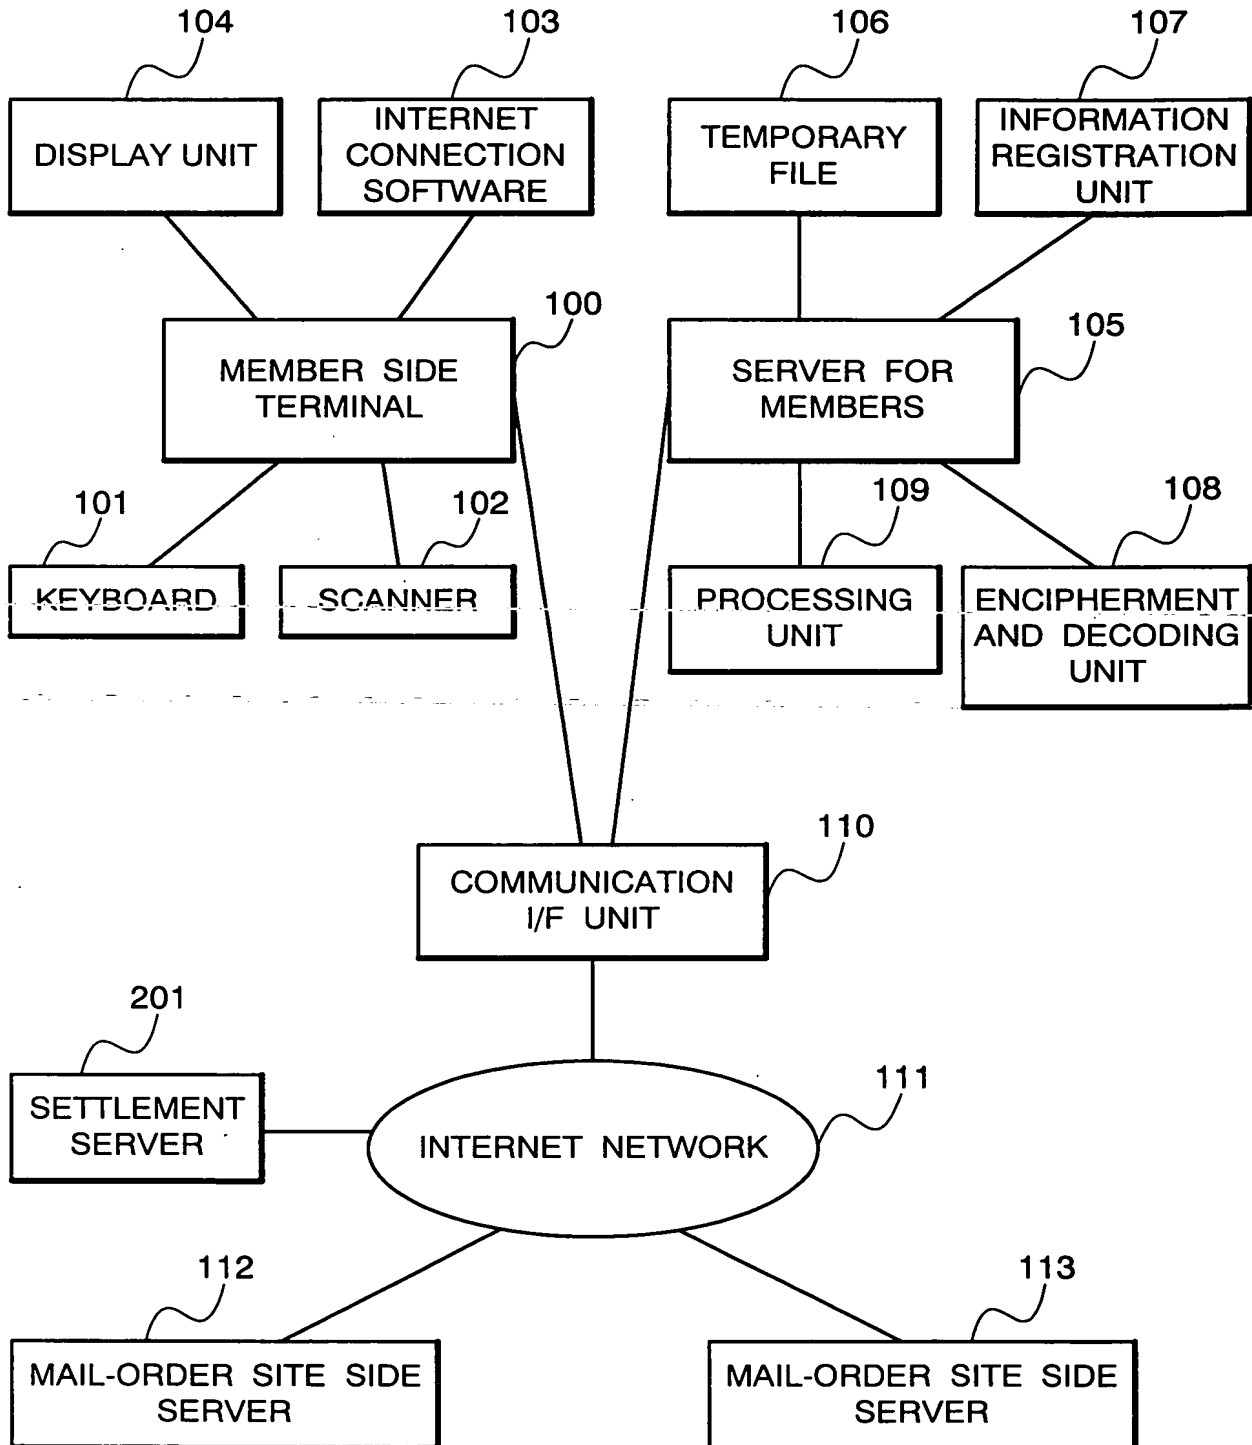 104
103
106
107
DISPLAY UNIT
INTERNET
CONNECTION
SOFTWARE
TEMPORARY
FILE
INFORMATION
REGISTRATION
UNIT
100
105
MEMBER SIDE
TERMINAL
SERVER FOR
MEMBERS
101
102
109
108
KEYBOARD
SCANNER
PROCESSING
UNIT
ENCIPHERMENT
AND DECODING
UNIT
110
COMMUNICATION
I/F UNIT
201
SETTLEMENT
SERVER
111
INTERNET NETWORK
112
113
MAIL-ORDER SITE SIDE
SERVER
MAIL-ORDER SITE SIDE
SERVER